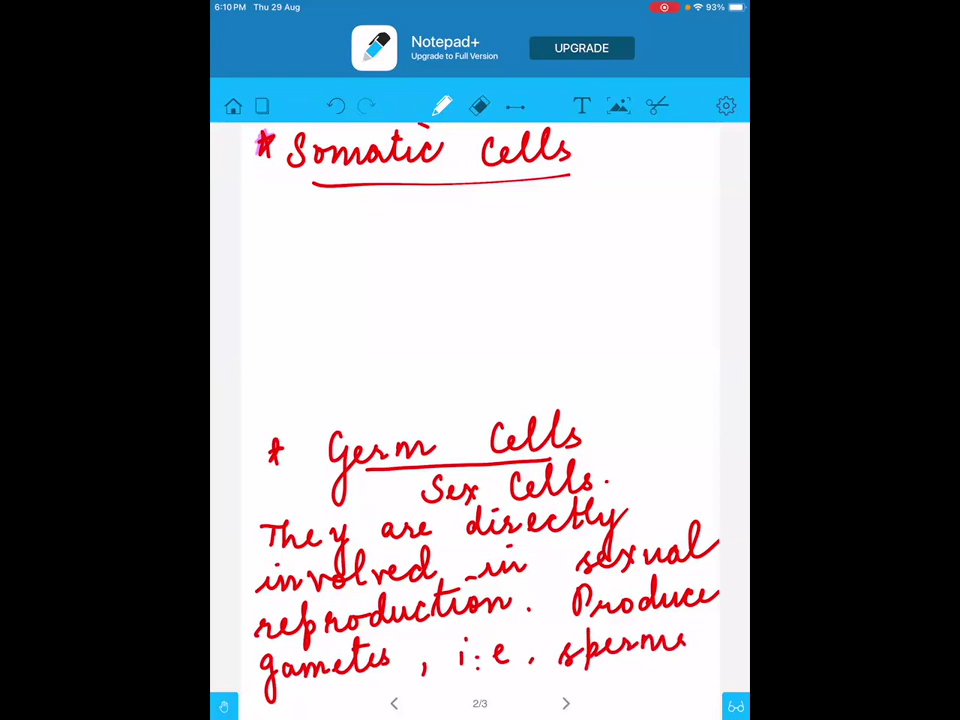 6:10 PM Thu 29 Aug 93%
Notepad+
Upgrade to Full Version
UPGRADE
T
* Somatic Cells
* Germ Cells
Sex Cells.
They are directly
involved in sexual
reproduction. Produce
gametes, i.e. sperms
2/3